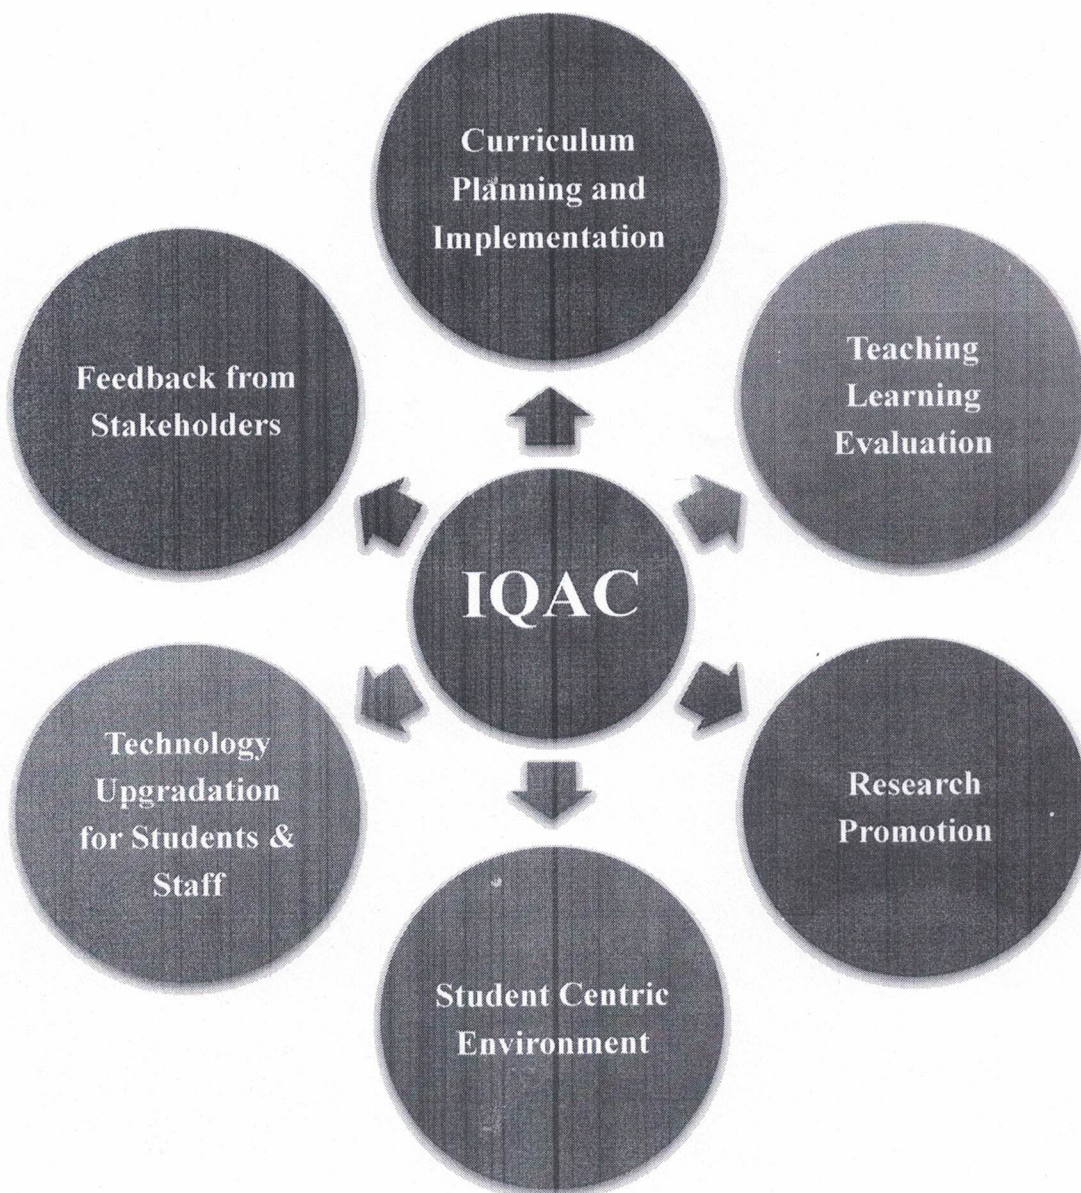 Curriculum
Planning and
Implementation
Teaching
Learning
Evaluation
Research
Promotion
Student Centric
Environment
Technology
Upgradation
for Students &
Staff
Feedback from
Stakeholders
IQAC